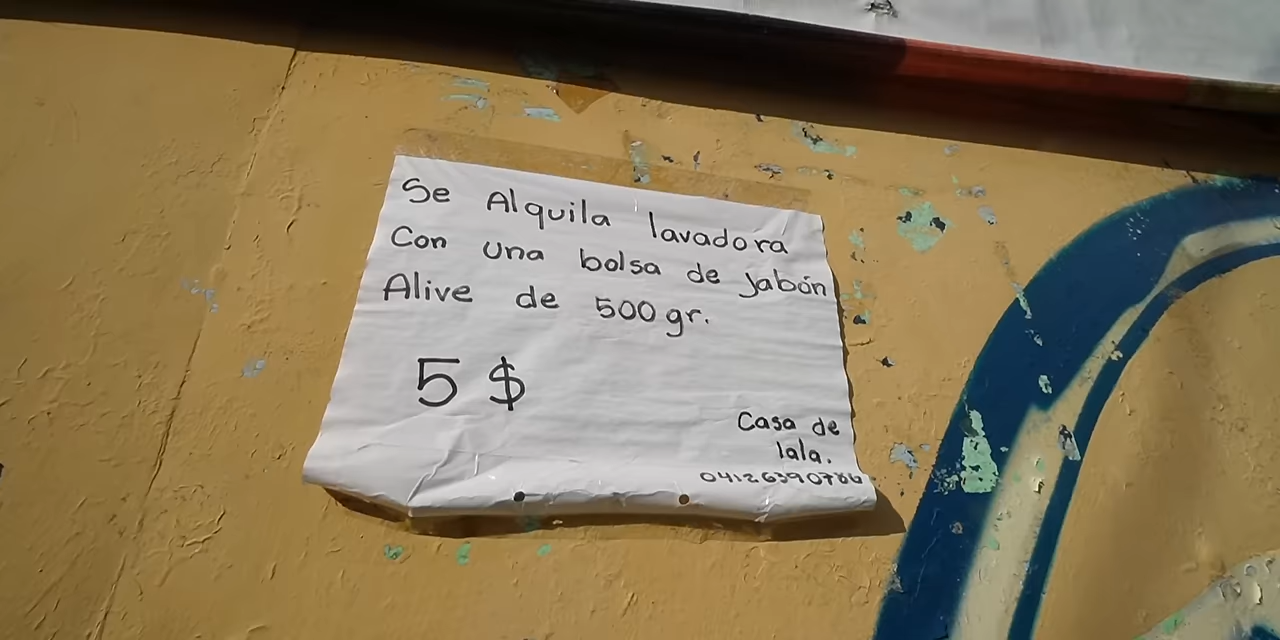 Se Alquila lavadora
Con una bolsa de Jabón
Alive de 500 gr.
5 $
Casa de
lala.
04126390786